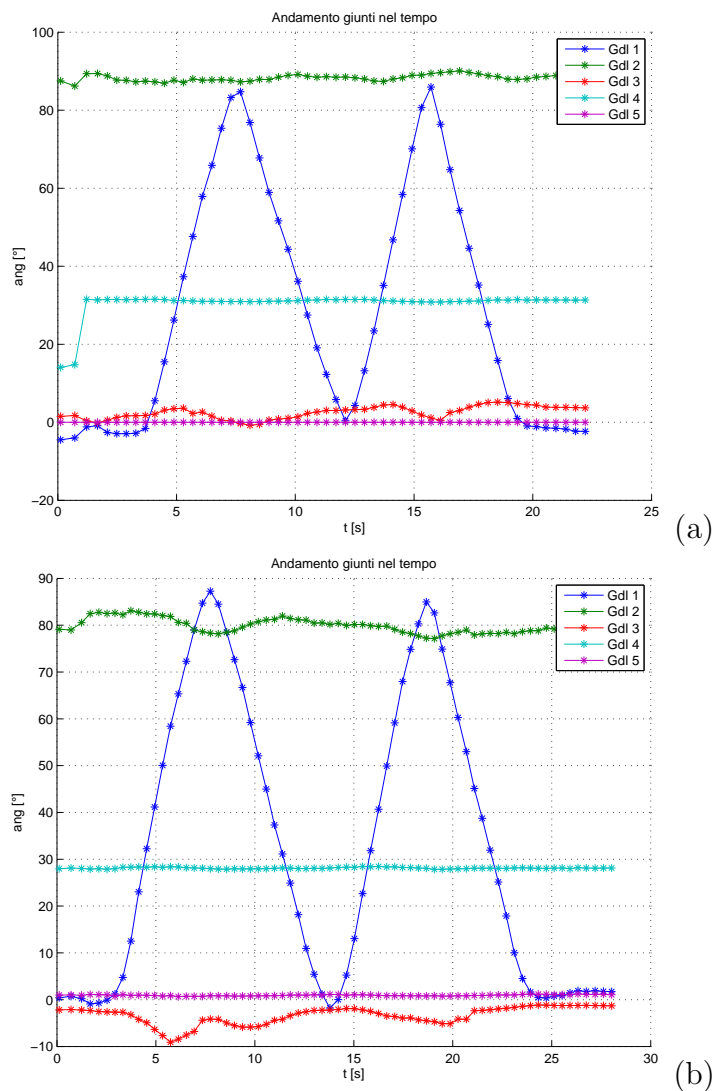 Andamento giunti nel tempo
100
80
60
40
20
0
−20
ang [°]
0
5
10
15
20
25
t [s]
Gdl 1
Gdl 2
Gdl 3
Gdl 4
Gdl 5
(a)
Andamento giunti nel tempo
90
80
70
60
50
40
30
20
10
0
−10
ang [°]
0
5
10
15
20
25
30
t [s]
Gdl 1
Gdl 2
Gdl 3
Gdl 4
Gdl 5
(b)